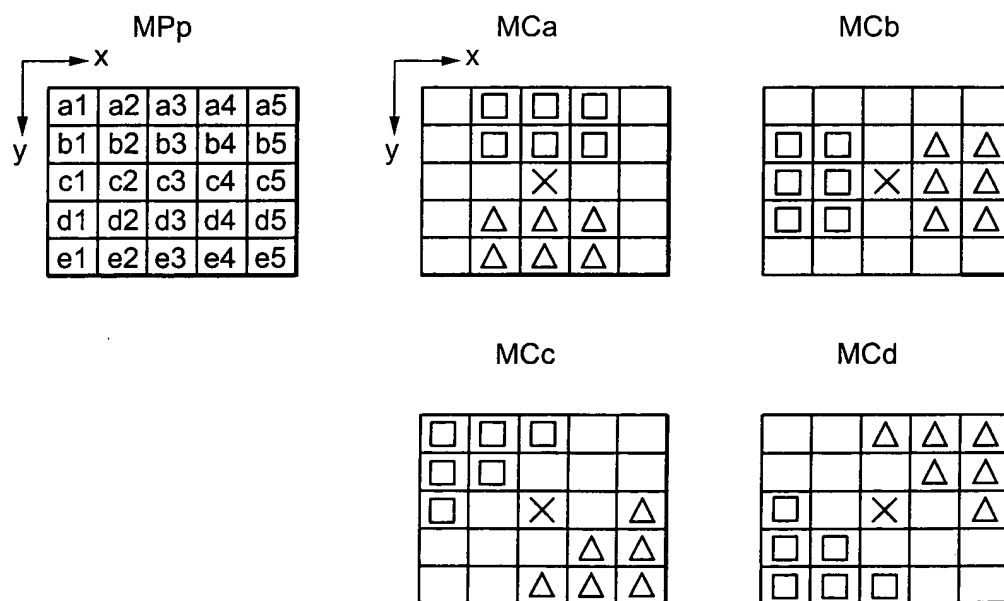 MPp
x
y
a1 a2 a3 a4 a5
b1 b2 b3 b4 b5
c1 c2 c3 c4 c5
d1 d2 d3 d4 d5
e1 e2 e3 e4 e5
MCa
x
y
MCb
MCc
MCd